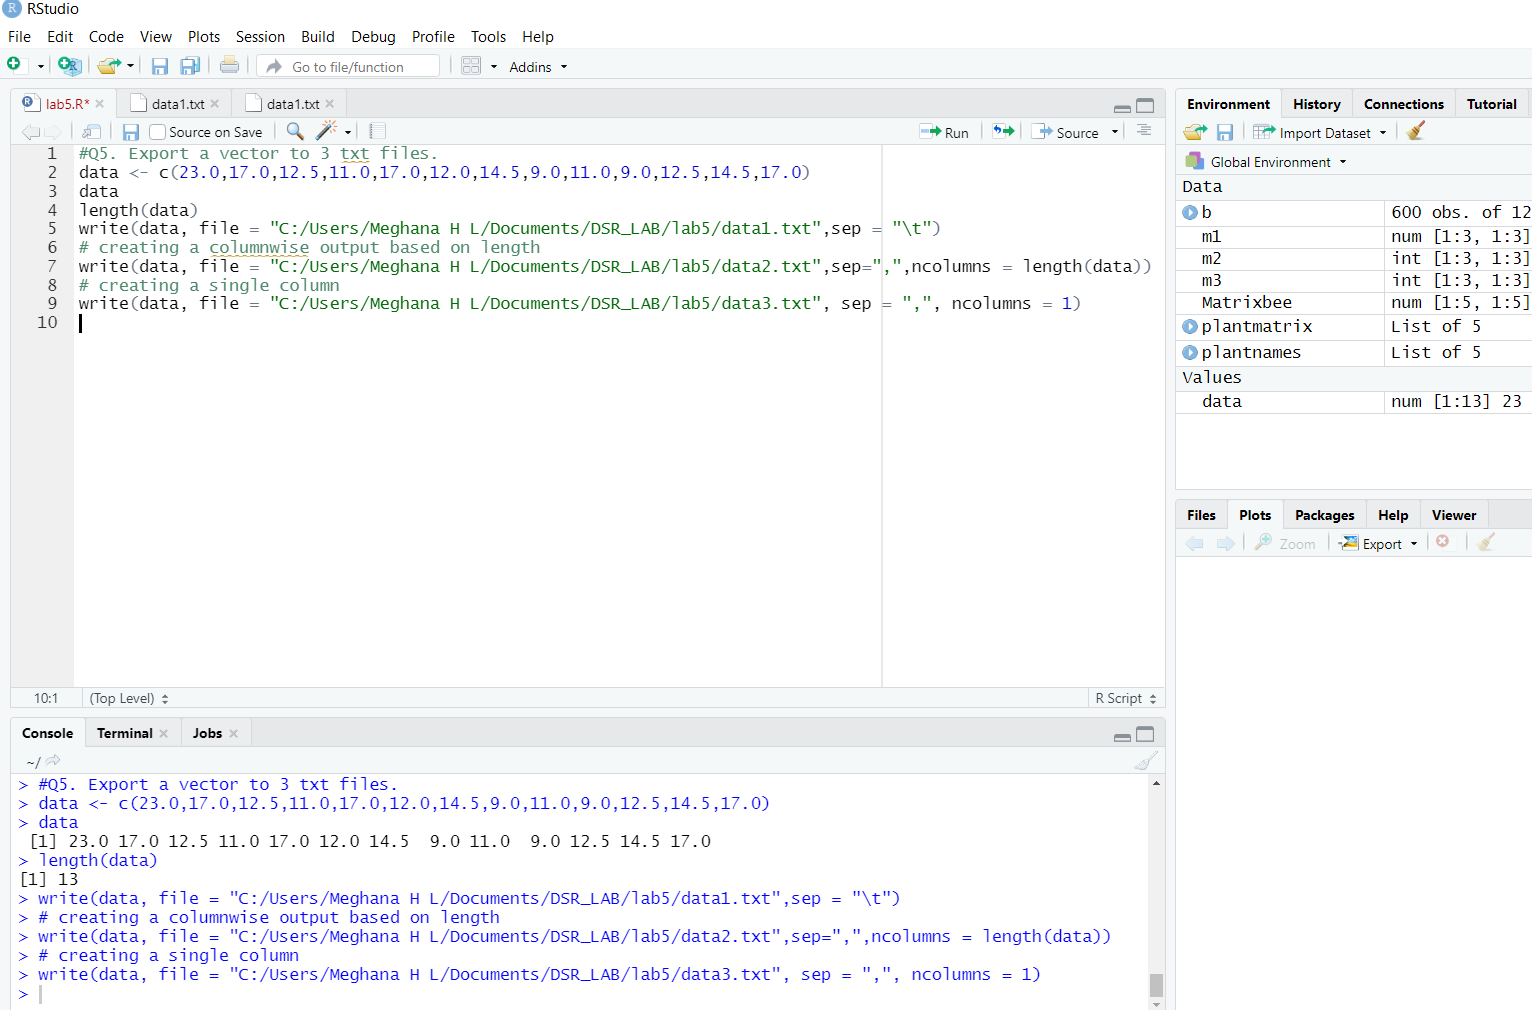 RStudio
File Edit Code View Plots Session Build Debug Profile Tools Help
Go to file/function Addins
lab5.R* data1.txt data1.txt
Source on Save Run Source
1 #Q5. Export a vector to 3 txt files.
2 data <- c(23.0,17.0,12.5,11.0,17.0,12.0,14.5,9.0,11.0,9.0,12.5,14.5,17.0)
3 data
4 length(data)
5 write(data, file = "C:/Users/Meghana H L/Documents/DSR_LAB/lab5/data1.txt",sep = "\t")
6 # creating a columnwise output based on length
7 write(data, file = "C:/Users/Meghana H L/Documents/DSR_LAB/lab5/data2.txt",sep=",",ncolumns = length(data))
8 # creating a single column
9 write(data, file = "C:/Users/Meghana H L/Documents/DSR_LAB/lab5/data3.txt", sep = ",", ncolumns = 1)
10
10:1 (Top Level) R Script
Console Terminal Jobs
~/
> #Q5. Export a vector to 3 txt files.
> data <- c(23.0,17.0,12.5,11.0,17.0,12.0,14.5,9.0,11.0,9.0,12.5,14.5,17.0)
> data
[1] 23.0 17.0 12.5 11.0 17.0 12.0 14.5  9.0 11.0  9.0 12.5 14.5 17.0
> length(data)
[1] 13
> write(data, file = "C:/Users/Meghana H L/Documents/DSR_LAB/lab5/data1.txt",sep = "\t")
> # creating a columnwise output based on length
> write(data, file = "C:/Users/Meghana H L/Documents/DSR_LAB/lab5/data2.txt",sep=",",ncolumns = length(data))
> # creating a single column
> write(data, file = "C:/Users/Meghana H L/Documents/DSR_LAB/lab5/data3.txt", sep = ",", ncolumns = 1)
>
Environment History Connections Tutorial
Import Dataset
Global Environment
Data
b 600 obs. of 12
m1 num [1:3, 1:3]
m2 int [1:3, 1:3]
m3 int [1:3, 1:3]
Matrixbee num [1:5, 1:5]
plantmatrix List of 5
plantnames List of 5
Values
data num [1:13] 23
Files Plots Packages Help Viewer
Zoom Export